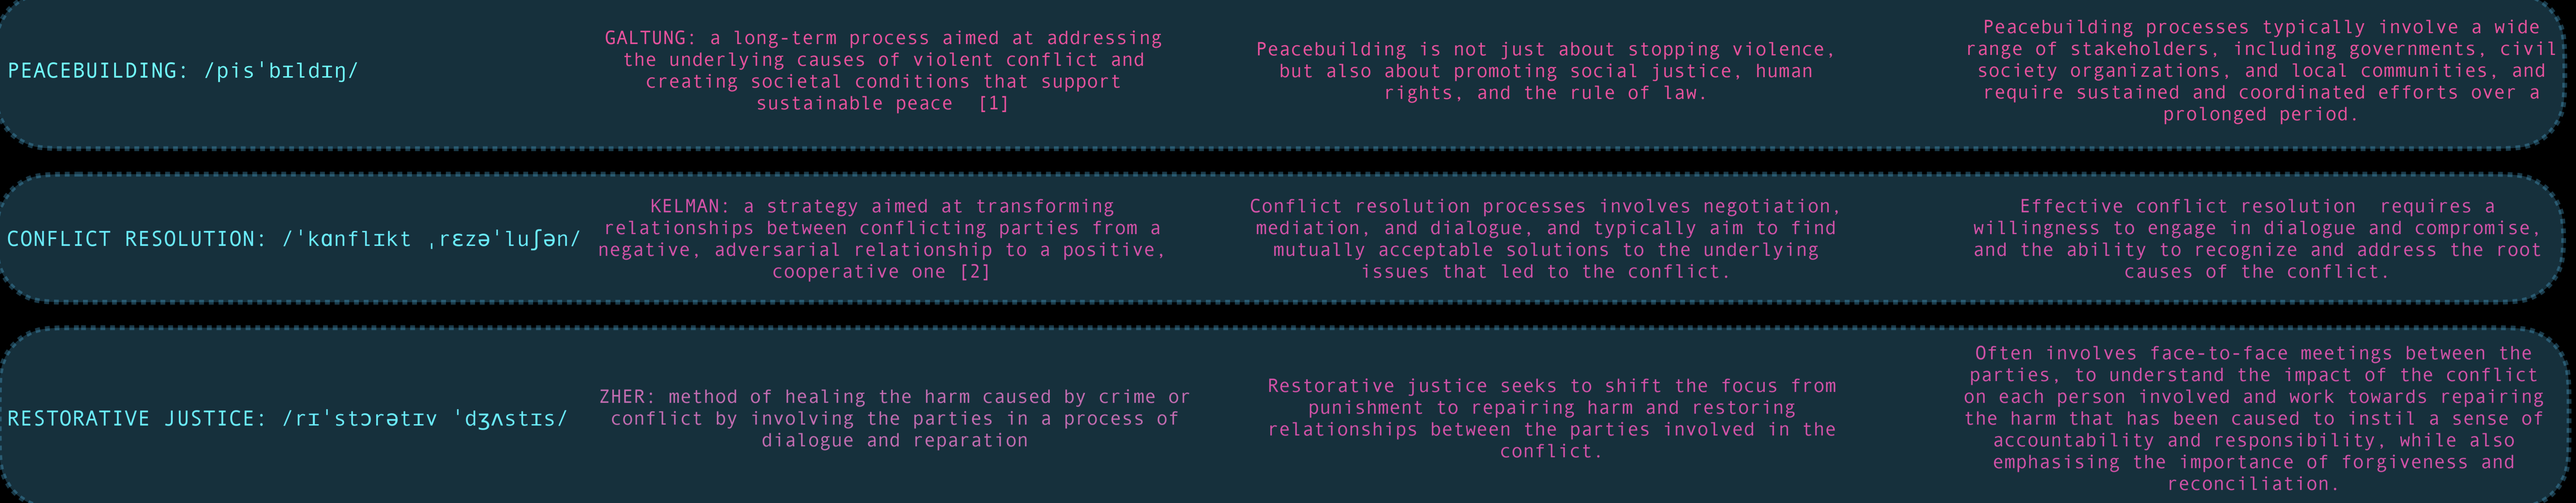 PEACEBUILDING: /pisˈbɪldɪŋ/
GALTUNG: a long-term process aimed at addressing
the underlying causes of violent conflict and
creating societal conditions that support
sustainable peace  [1]
Peacebuilding is not just about stopping violence,
but also about promoting social justice, human
rights, and the rule of law.
Peacebuilding processes typically involve a wide
range of stakeholders, including governments, civil
society organizations, and local communities, and
require sustained and coordinated efforts over a
prolonged period.
CONFLICT RESOLUTION: /ˈkɑnflɪkt ˌrɛzəˈluʃən/
KELMAN: a strategy aimed at transforming
relationships between conflicting parties from a
negative, adversarial relationship to a positive,
cooperative one [2]
Conflict resolution processes involves negotiation,
mediation, and dialogue, and typically aim to find
mutually acceptable solutions to the underlying
issues that led to the conflict.
Effective conflict resolution  requires a
willingness to engage in dialogue and compromise,
and the ability to recognize and address the root
causes of the conflict.
RESTORATIVE JUSTICE: /rɪˈstɔrətɪv ˈdʒʌstɪs/
ZHER: method of healing the harm caused by crime or
conflict by involving the parties in a process of
dialogue and reparation
Restorative justice seeks to shift the focus from
punishment to repairing harm and restoring
relationships between the parties involved in the
conflict.
Often involves face-to-face meetings between the
parties, to understand the impact of the conflict
on each person involved and work towards repairing
the harm that has been caused to instil a sense of
accountability and responsibility, while also
emphasising the importance of forgiveness and
reconciliation.